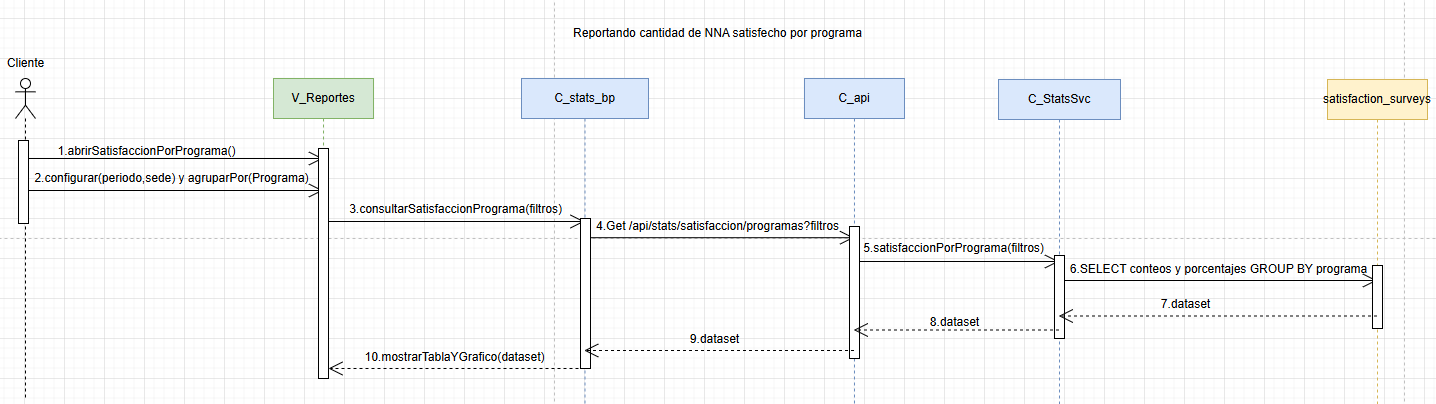 Reportando cantidad de NNA satisfecho por programa
Cliente
V_Reportes
C_stats_bp
C_api
C_StatsSvc
satisfaction_surveys
1.abrirSatisfaccionPorPrograma()
2.configurar(periodo,sede) y agruparPor(Programa)
3.consultarSatisfaccionPrograma(filtros)
4.Get /api/stats/satisfaccion/programas?filtros
5.satisfaccionPorPrograma(filtros)
6.SELECT conteos y porcentajes GROUP BY programa
7.dataset
8.dataset
9.dataset
10.mostrarTablaYGrafico(dataset)